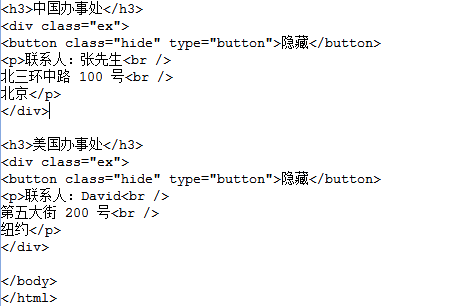 <h3>中国办事处</h3>
<div class="ex">
<button class="hide" type="button">隐藏</button>
<p>联系人：张先生<br />
北三环中路 100 号<br />
北京</p>
</div>
<h3>美国办事处</h3>
<div class="ex">
<button class="hide" type="button">隐藏</button>
<p>联系人：David<br />
第五大街 200 号<br />
纽约</p>
</div>
</body>
</html>